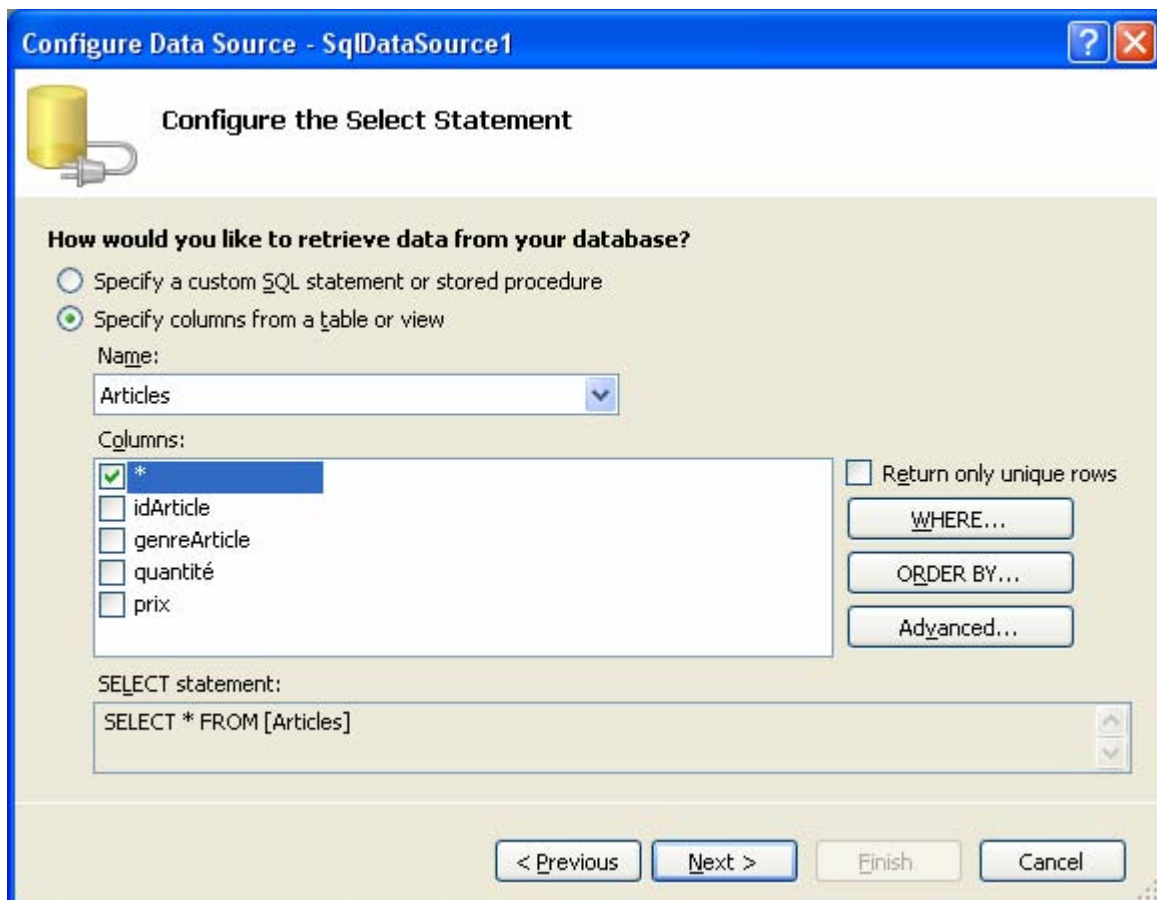 Configure Data Source - SqlDataSource1
Configure the Select Statement
How would you like to retrieve data from your database?
Specify a custom SQL statement or stored procedure
Specify columns from a table or view
Name:
Articles
Columns:
*
idArticle
genreArticle
quantité
prix
Return only unique rows
WHERE...
ORDER BY...
Advanced...
SELECT statement:
SELECT * FROM [Articles]
< Previous
Next >
Finish
Cancel